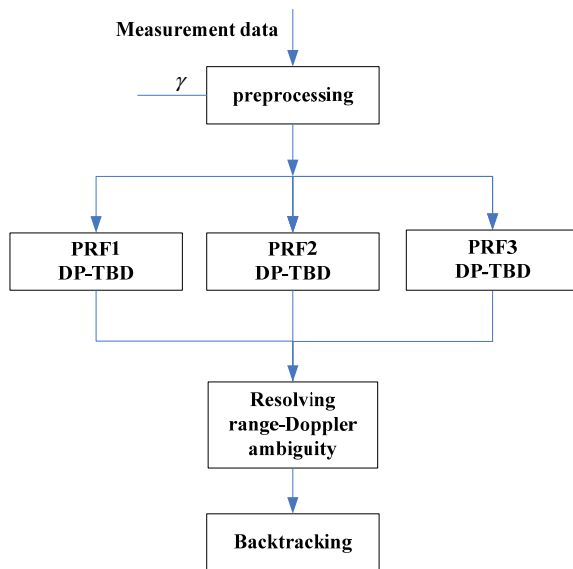 Measurement data
γ
preprocessing
PRF1
DP-TBD
PRF2
DP-TBD
PRF3
DP-TBD
Resolving
range-Doppler
ambiguity
Backtracking